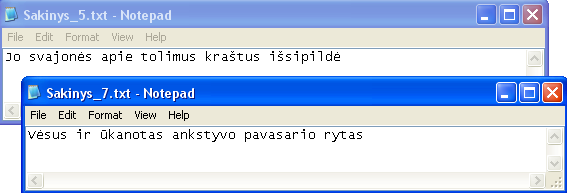 Sakinys_5.txt - Notepad
File Edit Format View Help
Jo svajonės apie tolimus kraštus išsipildė
Sakinys_7.txt - Notepad
File Edit Format View Help
Vėsus ir ūkanotas ankstyvo pavasario rytas